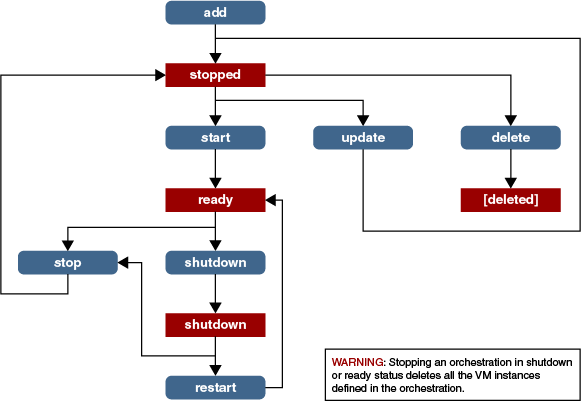 add
stopped
start
update
delete
ready
[deleted]
stop
shutdown
shutdown
restart
WARNING: Stopping an orchestration in shutdown
or ready status deletes all the VM instances
defined in the orchestration.